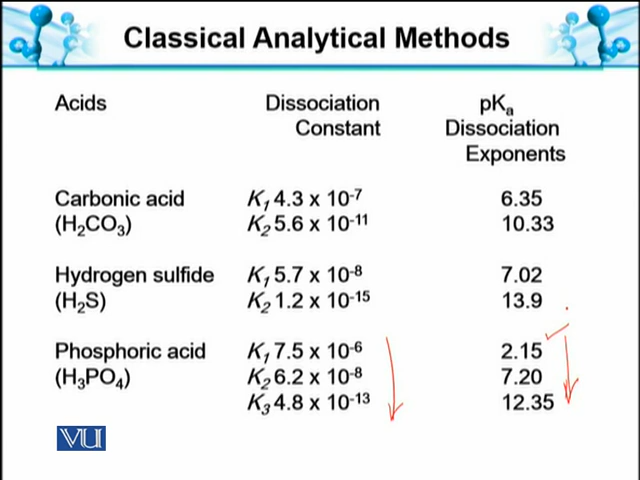 Classical Analytical Methods
Acids Dissociation Constant pKₐ Dissociation Exponents
Carbonic acid K₁ 4.3 x 10⁻⁷ 6.35
(H₂CO₃) K₂ 5.6 x 10⁻¹¹ 10.33
Hydrogen sulfide K₁ 5.7 x 10⁻⁸ 7.02
(H₂S) K₂ 1.2 x 10⁻¹⁵ 13.9
Phosphoric acid K₁ 7.5 x 10⁻⁶ 2.15
(H₃PO₄) K₂ 6.2 x 10⁻⁸ 7.20
K₃ 4.8 x 10⁻¹³ 12.35
VU